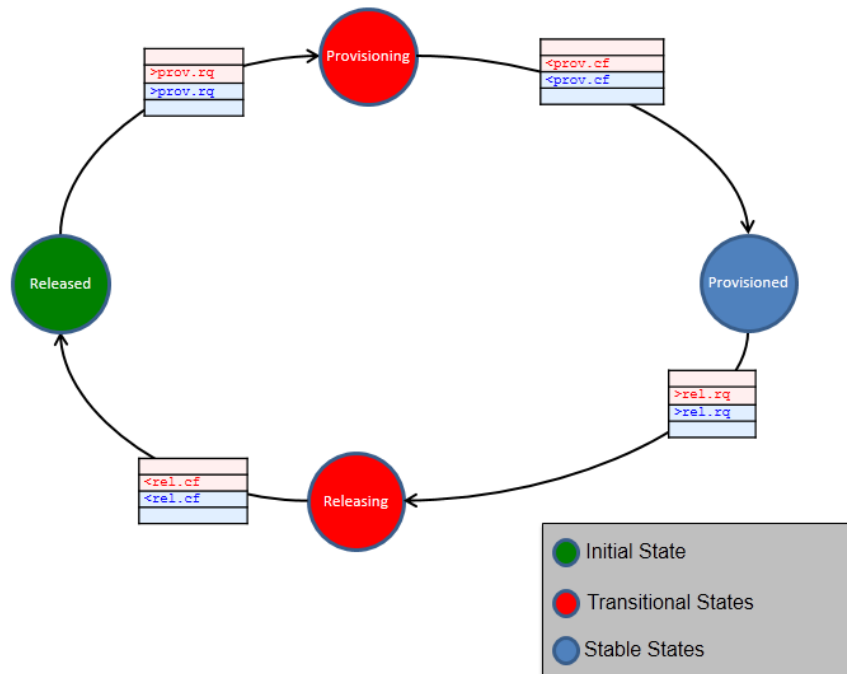 Provisioning
>prov.rq
>prov.rq
<prov.cf
<prov.cf
Released
Provisioned
>rel.rq
>rel.rq
<rel.cf
<rel.cf
Releasing
Initial State
Transitional States
Stable States